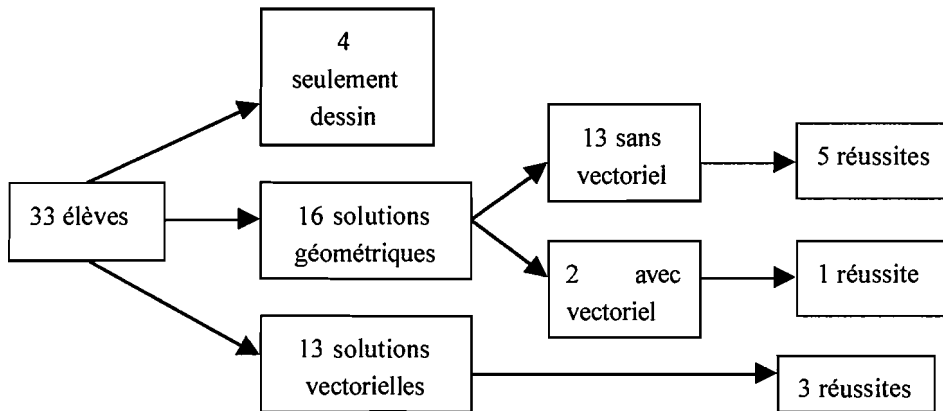 4
seulement
dessin
33 élèves
16 solutions
géométriques
13 sans
vectoriel
5 réussites
2 avec
vectoriel
1 réussite
13 solutions
vectorielles
3 réussites